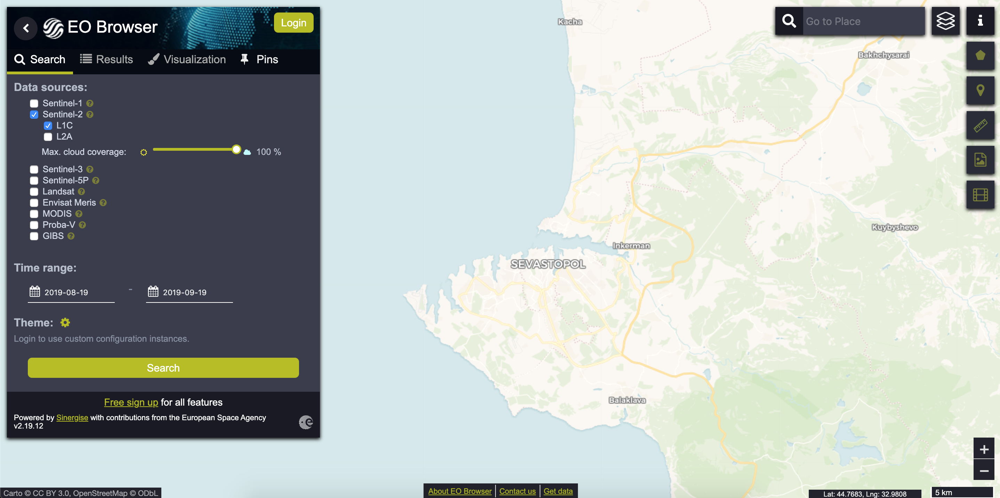 EO Browser
Login
Search
Results
Visualization
Pins
Data sources:
Sentinel-1
Sentinel-2
L1C
L2A
Max. cloud coverage: 100 %
Sentinel-3
Sentinel-5P
Landsat
Envisat Meris
MODIS
Proba-V
GIBS
Time range:
2019-08-19 - 2019-09-19
Theme:
Login to use custom configuration instances.
Search
Free sign up for all features
Powered by Sinergise with contributions from the European Space Agency
v2.19.12
Carto © CC BY 3.0, OpenStreetMap © ODbL
Go to Place
Kacha
Bakhchysarai
Kuybyshevo
Inkerman
SEVASTOPOL
Balaklava
About EO Browser
Contact us
Get data
Lat: 44.7683, Lng: 32.9808
5 km